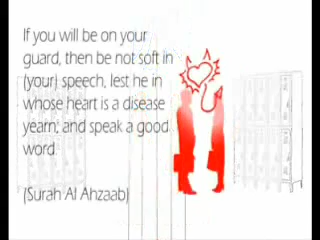 If you will be on your
guard, then be not soft in
(your) speech, lest he in
whose heart is a disease
yearn; and speak a good
word.
(Surah Al Ahzaab)